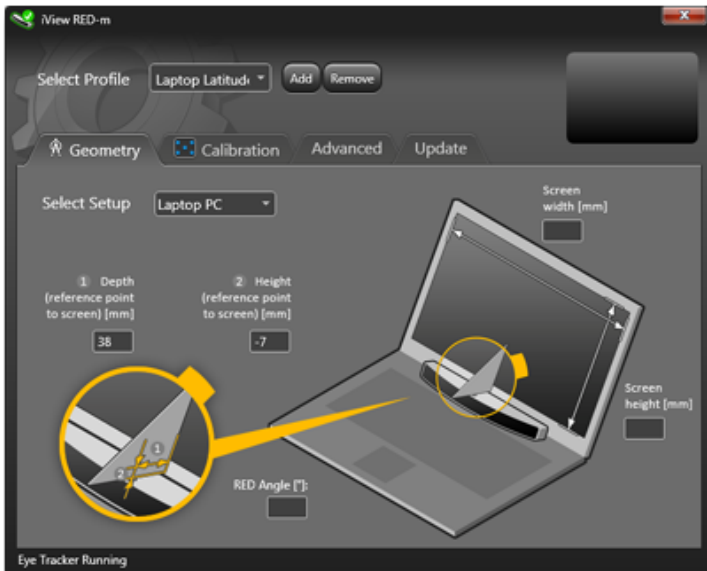 iView RED-m
x
Select Profile
Laptop Latitud
Add
Remove
Geometry
Calibration
Advanced
Update
Select Setup
Laptop PC
Screen
width [mm]
1 Depth
(reference point
to screen) [mm]
38
2 Height
(reference point
to screen) [mm]
-7
Screen
height [mm]
1
2
RED Angle [°]:
Eye Tracker Running